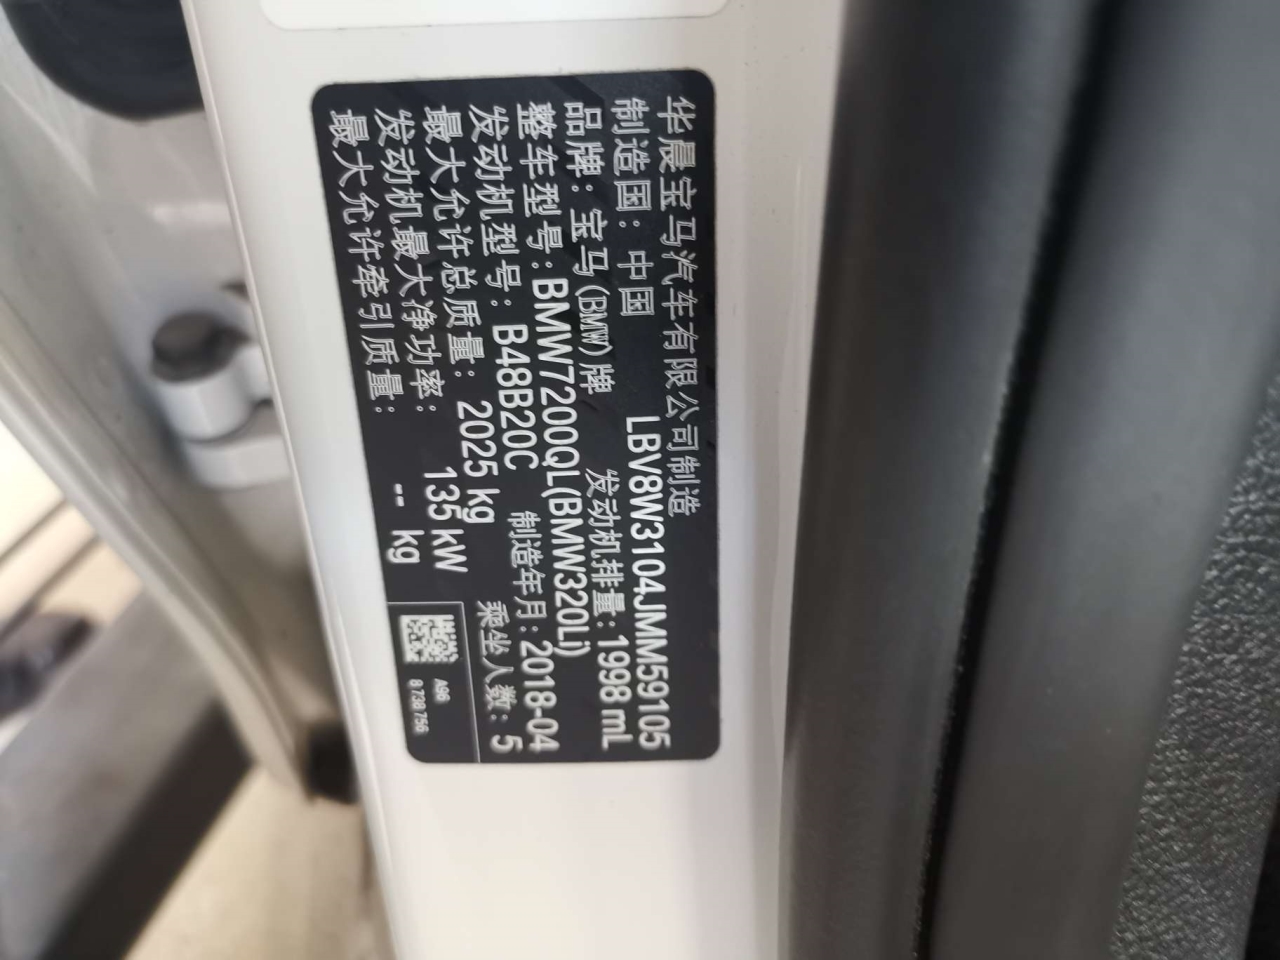 华晨宝马汽车有限公司制造
制造国：中国 LBV8W3104JMM59105
品牌：宝马(BMW)牌 发动机排量：1998 mL
整车型号：BMW7200QL(BMW320Li)
发动机型号：B48B20C 制造年月：2018-04
最大允许总质量：2025 kg 乘坐人数：5
发动机最大净功率：135 kW
最大允许牵引质量：-- kg
A96
8 738 756